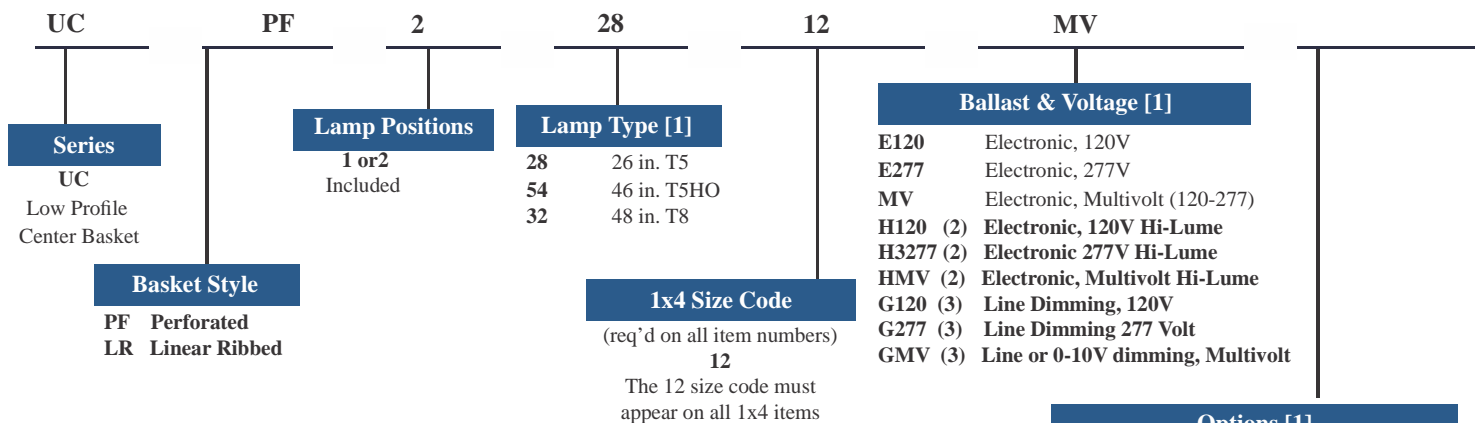 UC PF 2 28 12 MV
Series
UC
Low Profile
Center Basket
Basket Style
PF Perforated
LR Linear Ribbed
Lamp Positions
1 or2
Included
Lamp Type [1]
28 26 in. T5
54 46 in. T5HO
32 48 in. T8
1x4 Size Code
(req’d on all item numbers)
12
The 12 size code must
appear on all 1x4 items
Ballast & Voltage [1]
E120 Electronic, 120V
E277 Electronic, 277V
MV Electronic, Multivolt (120-277)
H120 (2) Electronic, 120V Hi-Lume
H3277 (2) Electronic 277V Hi-Lume
HMV (2) Electronic, Multivolt Hi-Lume
G120 (3) Line Dimming, 120V
G277 (3) Line Dimming 277 Volt
GMV (3) Line or 0-10V dimming, Multivolt
Options [1]